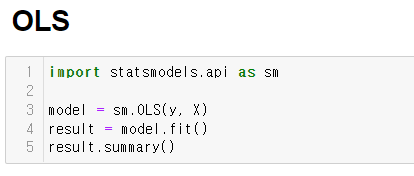 OLS
1 import statsmodels.api as sm
2
3 model = sm.OLS(y, X)
4 result = model.fit()
5 result.summary()